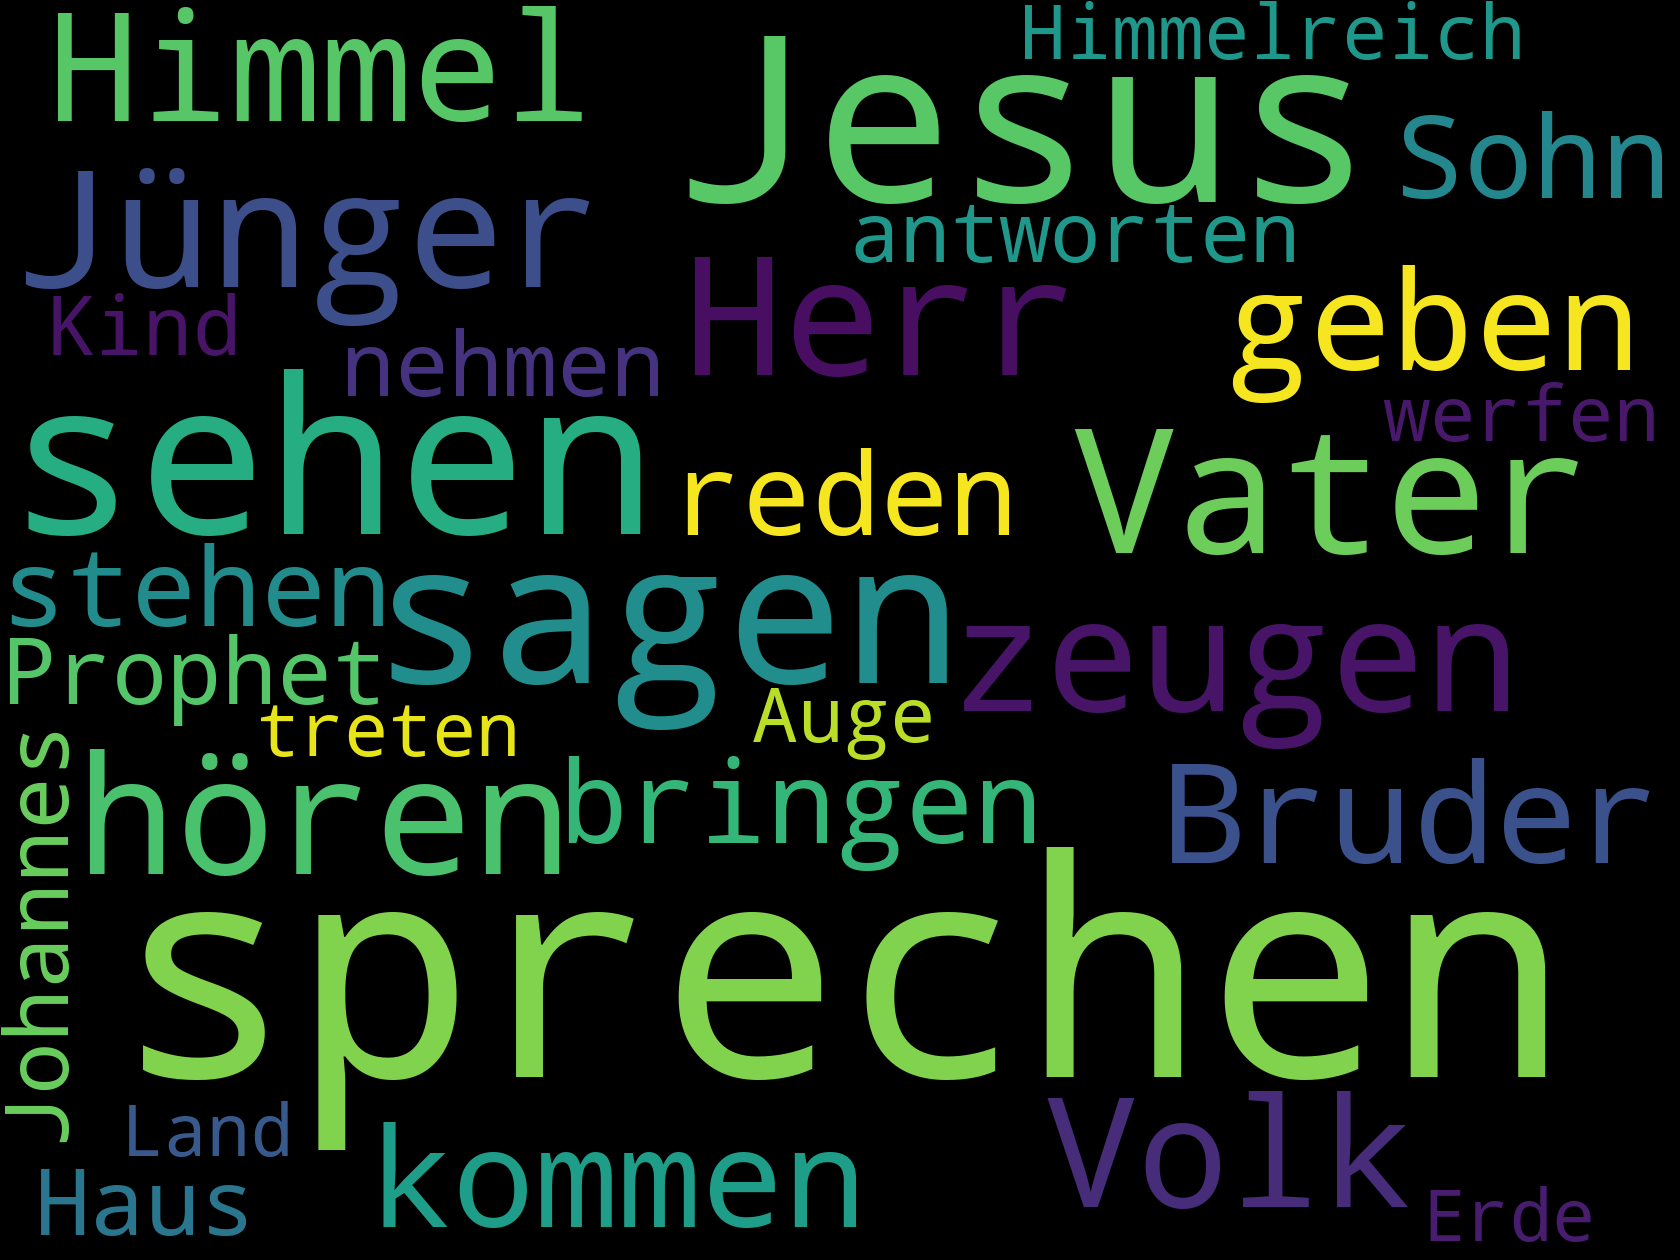 Himmel
Himmelreich
Jesus
Sohn
Jünger
antworten
Herr
geben
Kind
nehmen
werfen
sehen
reden
Vater
stehen
sagen
zeugen
Prophet
treten
Auge
Johannes
hören
bringen
Bruder
sprechen
Land
kommen
Volk
Haus
Erde